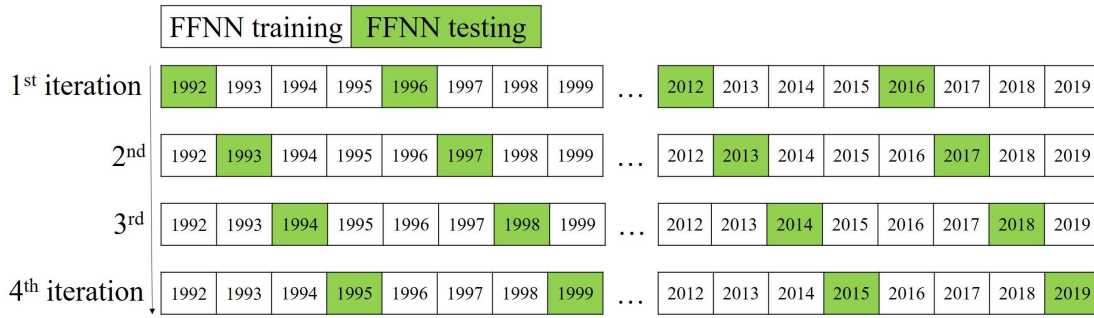 FFNN training FFNN testing
1st iteration 1992 1993 1994 1995 1996 1997 1998 1999 ... 2012 2013 2014 2015 2016 2017 2018 2019
2nd 1992 1993 1994 1995 1996 1997 1998 1999 ... 2012 2013 2014 2015 2016 2017 2018 2019
3rd 1992 1993 1994 1995 1996 1997 1998 1999 ... 2012 2013 2014 2015 2016 2017 2018 2019
4th iteration 1992 1993 1994 1995 1996 1997 1998 1999 ... 2012 2013 2014 2015 2016 2017 2018 2019